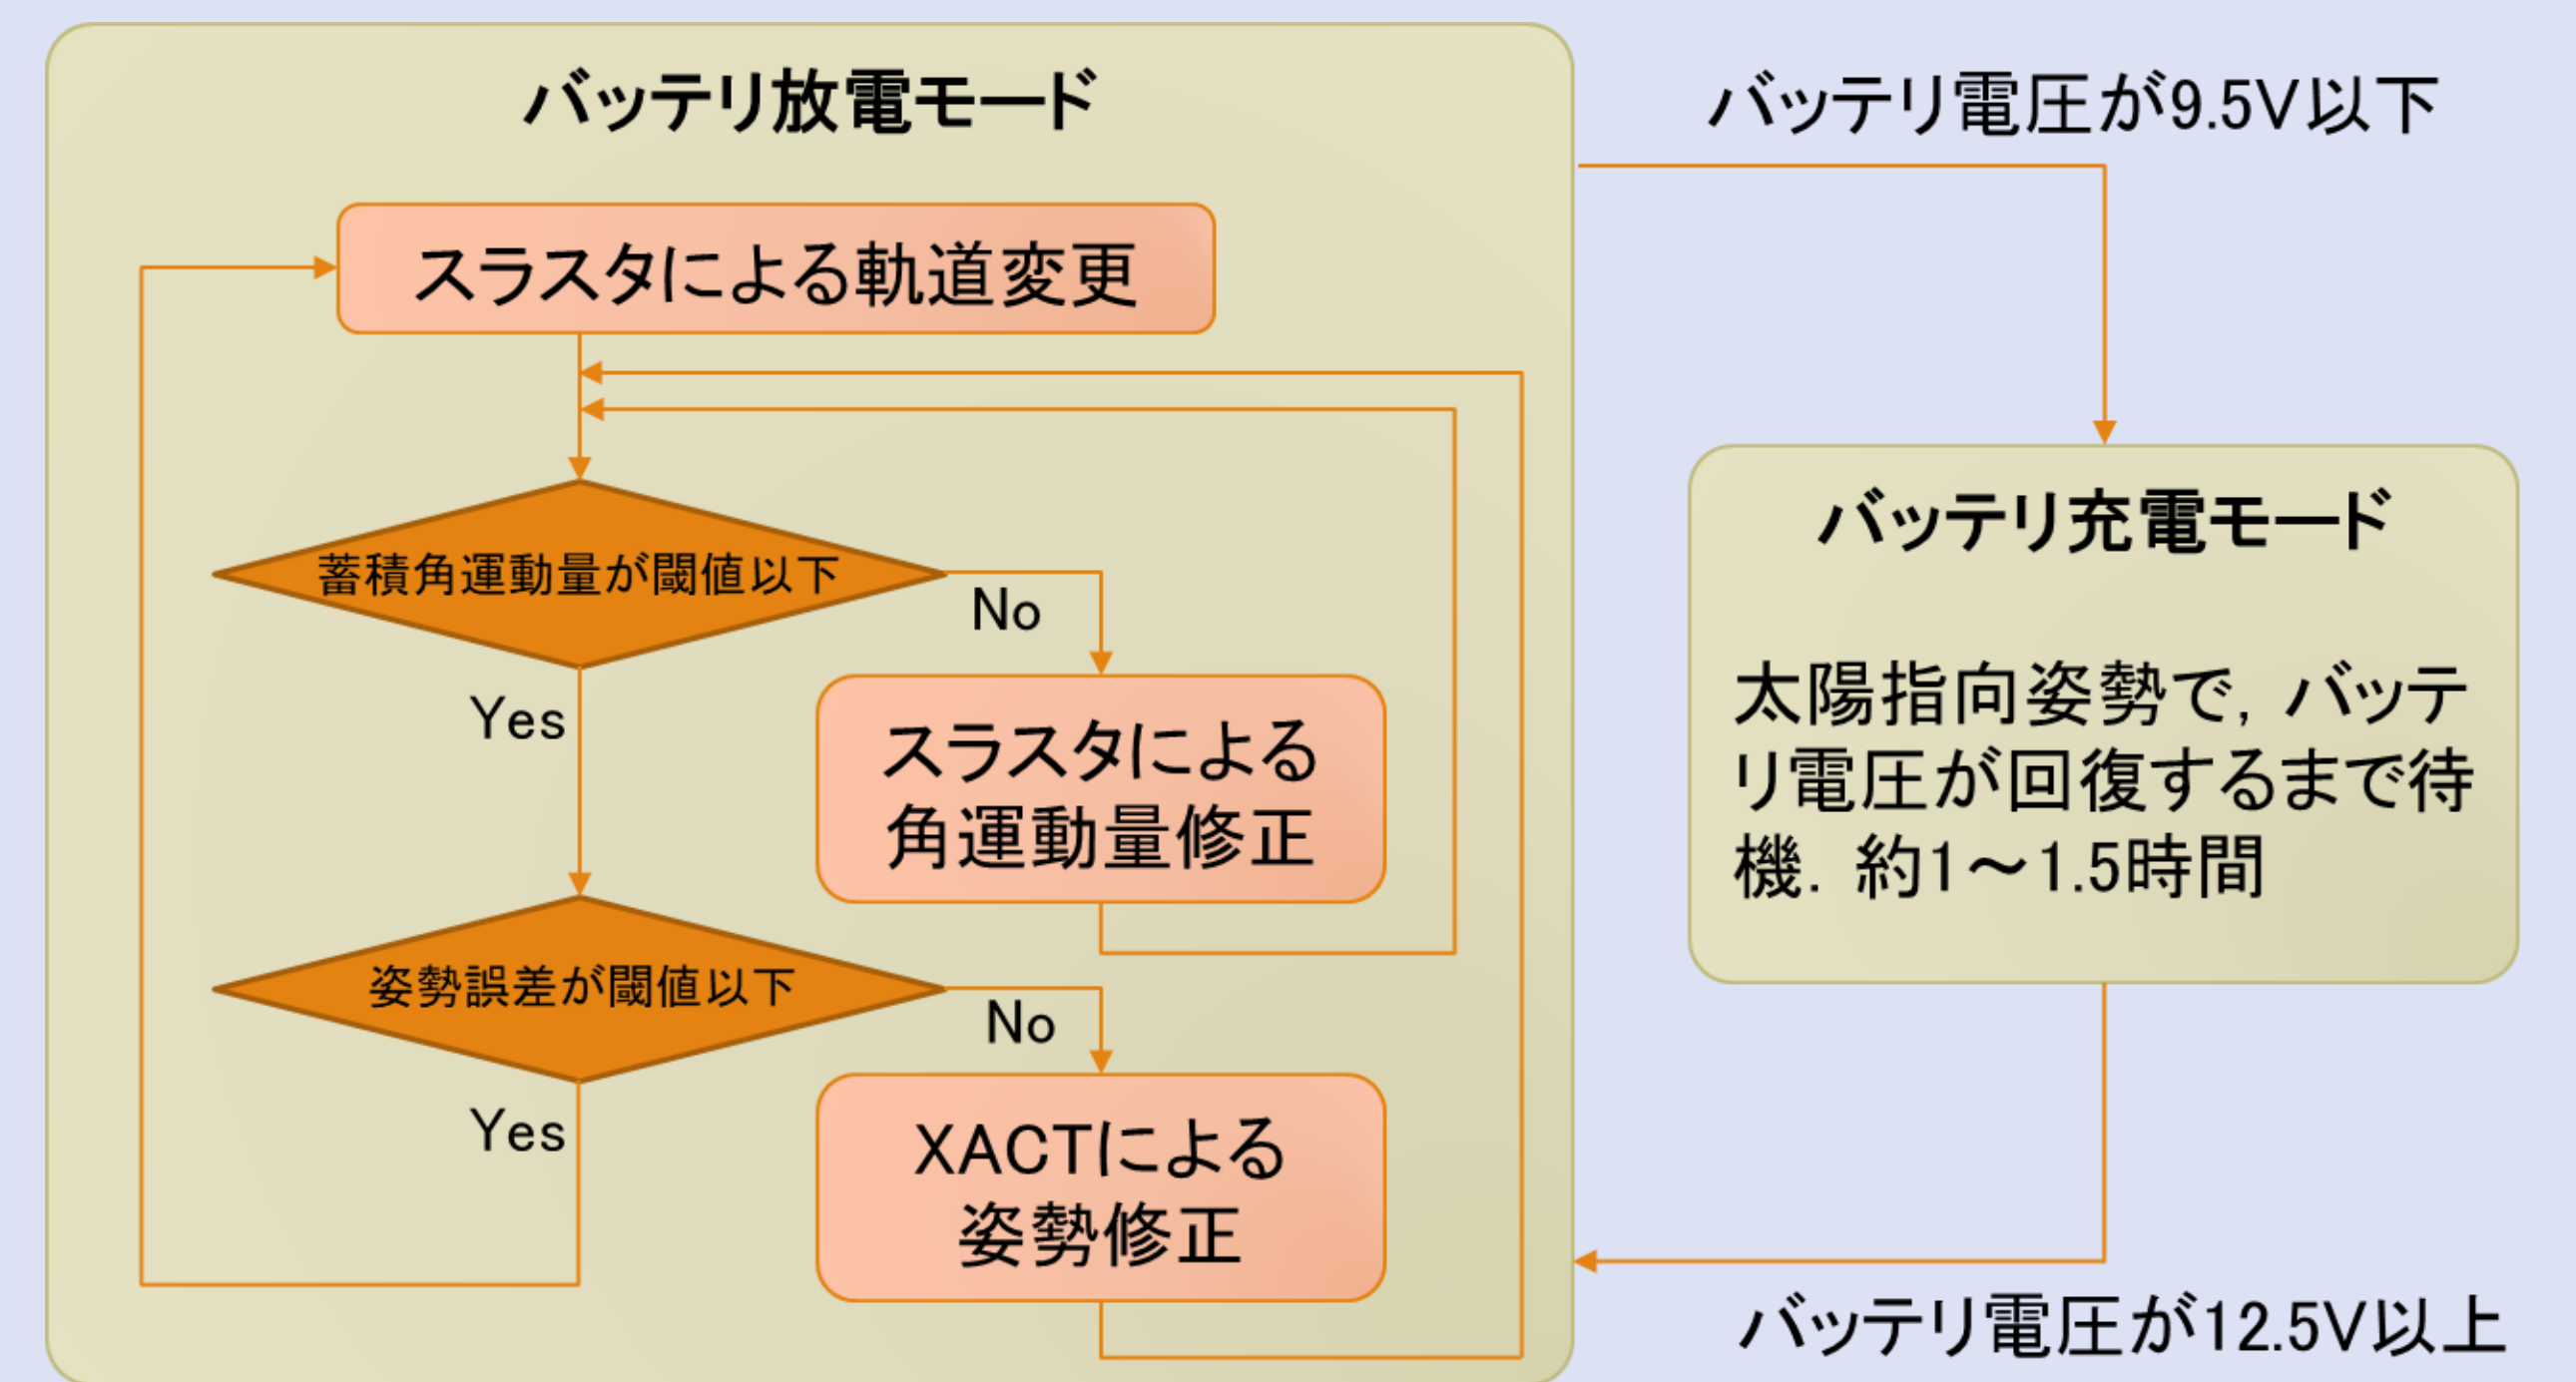 バッテリ放電モード
スラスタによる軌道変更
蓄積角運動量が閾値以下
No
Yes
スラスタによる
角運動量修正
姿勢誤差が閾値以下
No
Yes
XACTによる
姿勢修正
バッテリ電圧が9.5V以下
バッテリ充電モード
太陽指向姿勢で，バッテ
リ電圧が回復するまで待
機．約1～1.5時間
バッテリ電圧が12.5V以上